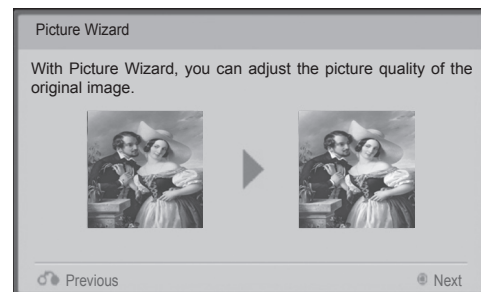 Picture Wizard
With Picture Wizard, you can adjust the picture quality of the
original image.
Previous
Next